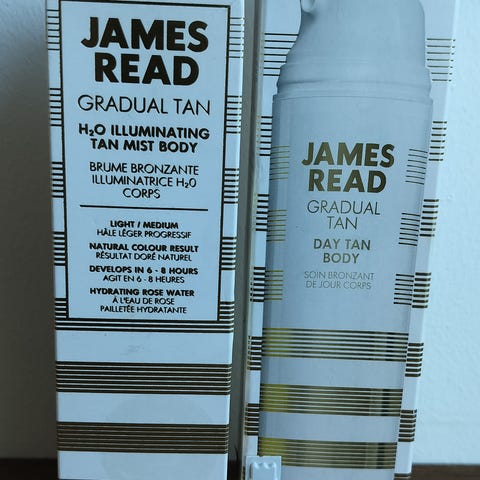 JAMES
READ
GRADUAL TAN
H₂O ILLUMINATING
TAN MIST BODY
BRUME BRONZANTE
ILLUMINATRICE H₂0
CORPS
LIGHT / MEDIUM
HÂLE LÉGER PROGRESSIF
NATURAL COLOUR RESULT
RÉSULTAT DORÉ NATUREL
DEVELOPS IN 6 - 8 HOURS
AGIT EN 6 - 8 HEURES
HYDRATING ROSE WATER
À L'EAU DE ROSE
PAILLETÉE HYDRATANTE
JAMES
READ
GRADUAL
TAN
DAY TAN
BODY
SOIN BRONZANT
DE JOUR CORPS